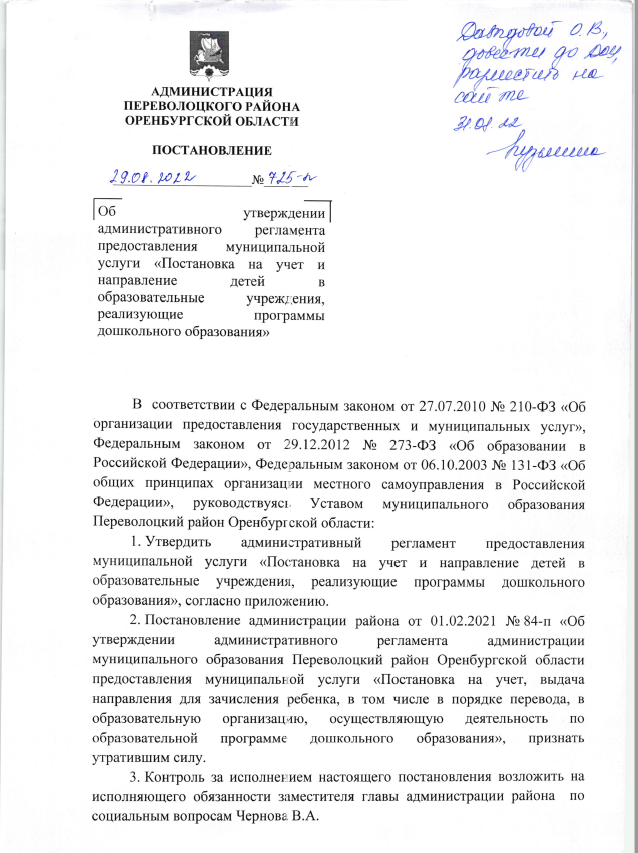 Давыдовой О.В,
довести до ДОУ,
разместить на
сайте
31.08.22
АДМИНИСТРАЦИЯ
ПЕРЕВОЛОЦКОГО РАЙОНА
ОРЕНБУРГСКОЙ ОБЛАСТИ
ПОСТАНОВЛЕНИЕ
29.08.2022 № 725-п
Об утверждении
административного регламента
предоставления муниципальной
услуги «Постановка на учет и
направление детей в
образовательные учреждения,
реализующие программы
дошкольного образования»
В соответствии с Федеральным законом от 27.07.2010 № 210-ФЗ «Об
организации предоставления государственных и муниципальных услуг»,
Федеральным законом от 29.12.2012 № 273-ФЗ «Об образовании в
Российской Федерации», Федеральным законом от 06.10.2003 № 131-ФЗ «Об
общих принципах организации местного самоуправления в Российской
Федерации», руководствуясь Уставом муниципального образования
Переволоцкий район Оренбургской области:
1. Утвердить административный регламент предоставления
муниципальной услуги «Постановка на учет и направление детей в
образовательные учреждения, реализующие программы дошкольного
образования», согласно приложению.
2. Постановление администрации района от 01.02.2021 № 84-п «Об
утверждении административного регламента администрации
муниципального образования Переволоцкий район Оренбургской области
предоставления муниципальной услуги «Постановка на учет, выдача
направления для зачисления ребенка, в том числе в порядке перевода, в
образовательную организацию, осуществляющую деятельность по
образовательной программе дошкольного образования», признать
утратившим силу.
3. Контроль за исполнением настоящего постановления возложить на
исполняющего обязанности заместителя главы администрации района по
социальным вопросам Чернова В.А.